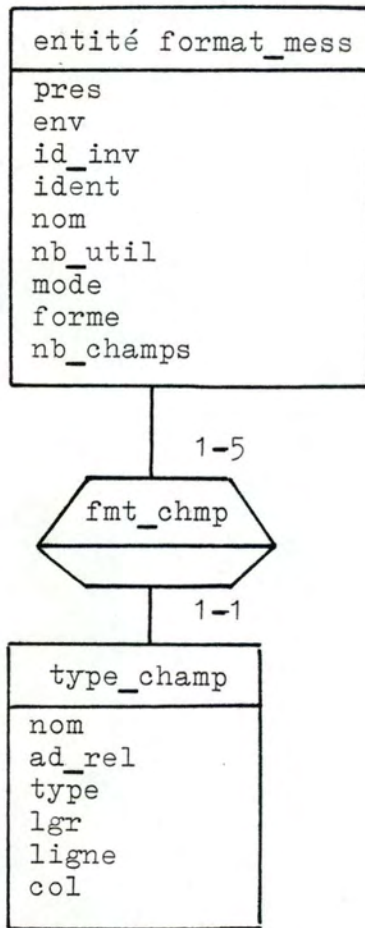 entité format_mess
pres
env
id_inv
ident
nom
nb_util
mode
forme
nb_champs
1-5
fmt_chmp
1-1
type_champ
nom
ad_rel
type
lgr
ligne
col